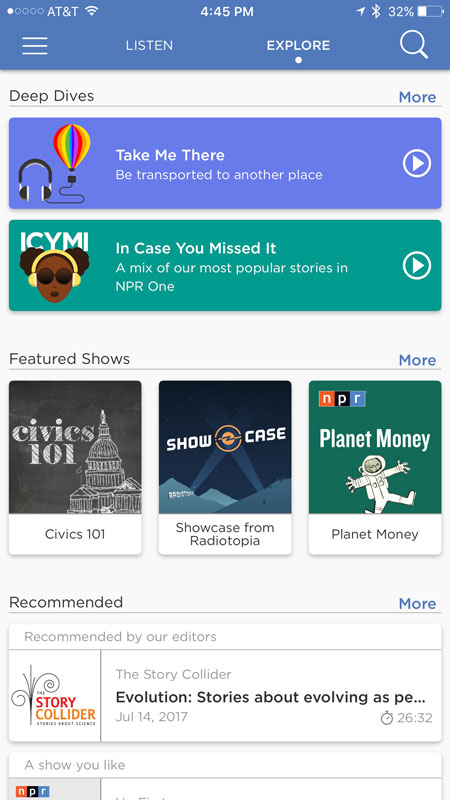 AT&T 4:45 PM 32%
LISTEN EXPLORE
Deep Dives More
Take Me There
Be transported to another place
ICYMI
In Case You Missed It
A mix of our most popular stories in
NPR One
Featured Shows More
civics
101
SHOWCASE
RADIOTOPIA
npr
Planet Money
Civics 101
Showcase from
Radiotopia
Planet Money
Recommended More
Recommended by our editors
THE
STORY
COLLIDER
STORIES ABOUT SCIENCE
The Story Collider
Evolution: Stories about evolving as pe...
Jul 14, 2017 26:32
A show you like
npr